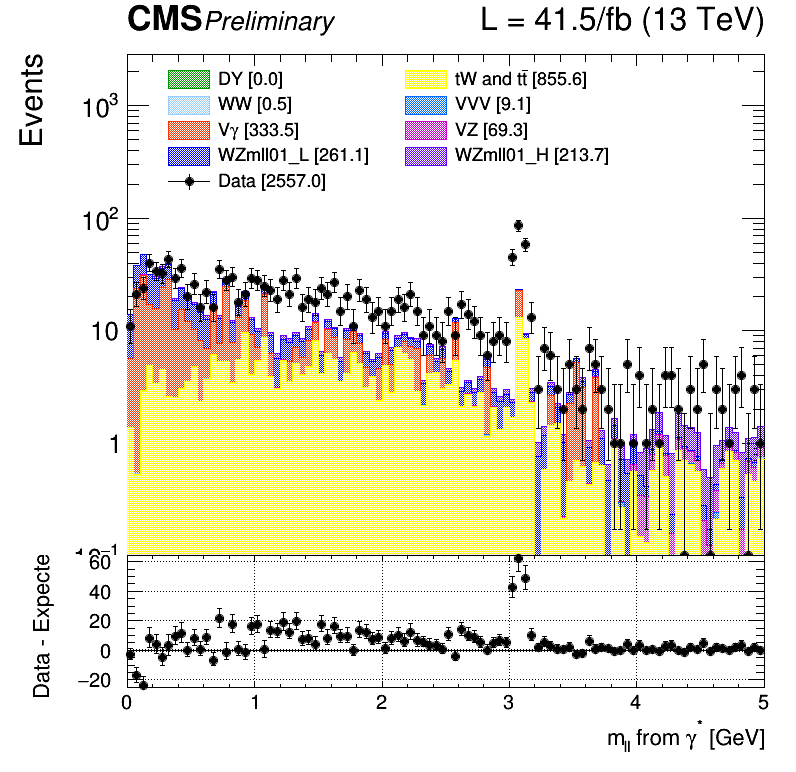 CMS Preliminary L = 41.5/fb (13 TeV)
Events
DY [0.0] tW and tt̄ [855.6]
WW [0.5] VVV [9.1]
Vγ [333.5] VZ [69.3]
WZmll01_L [261.1] WZmll01_H [213.7]
Data [2557.0]
10³
10²
10
1
Data - Expecte
60
40
20
0
−20
0 1 2 3 4 5
m_ll from γ* [GeV]